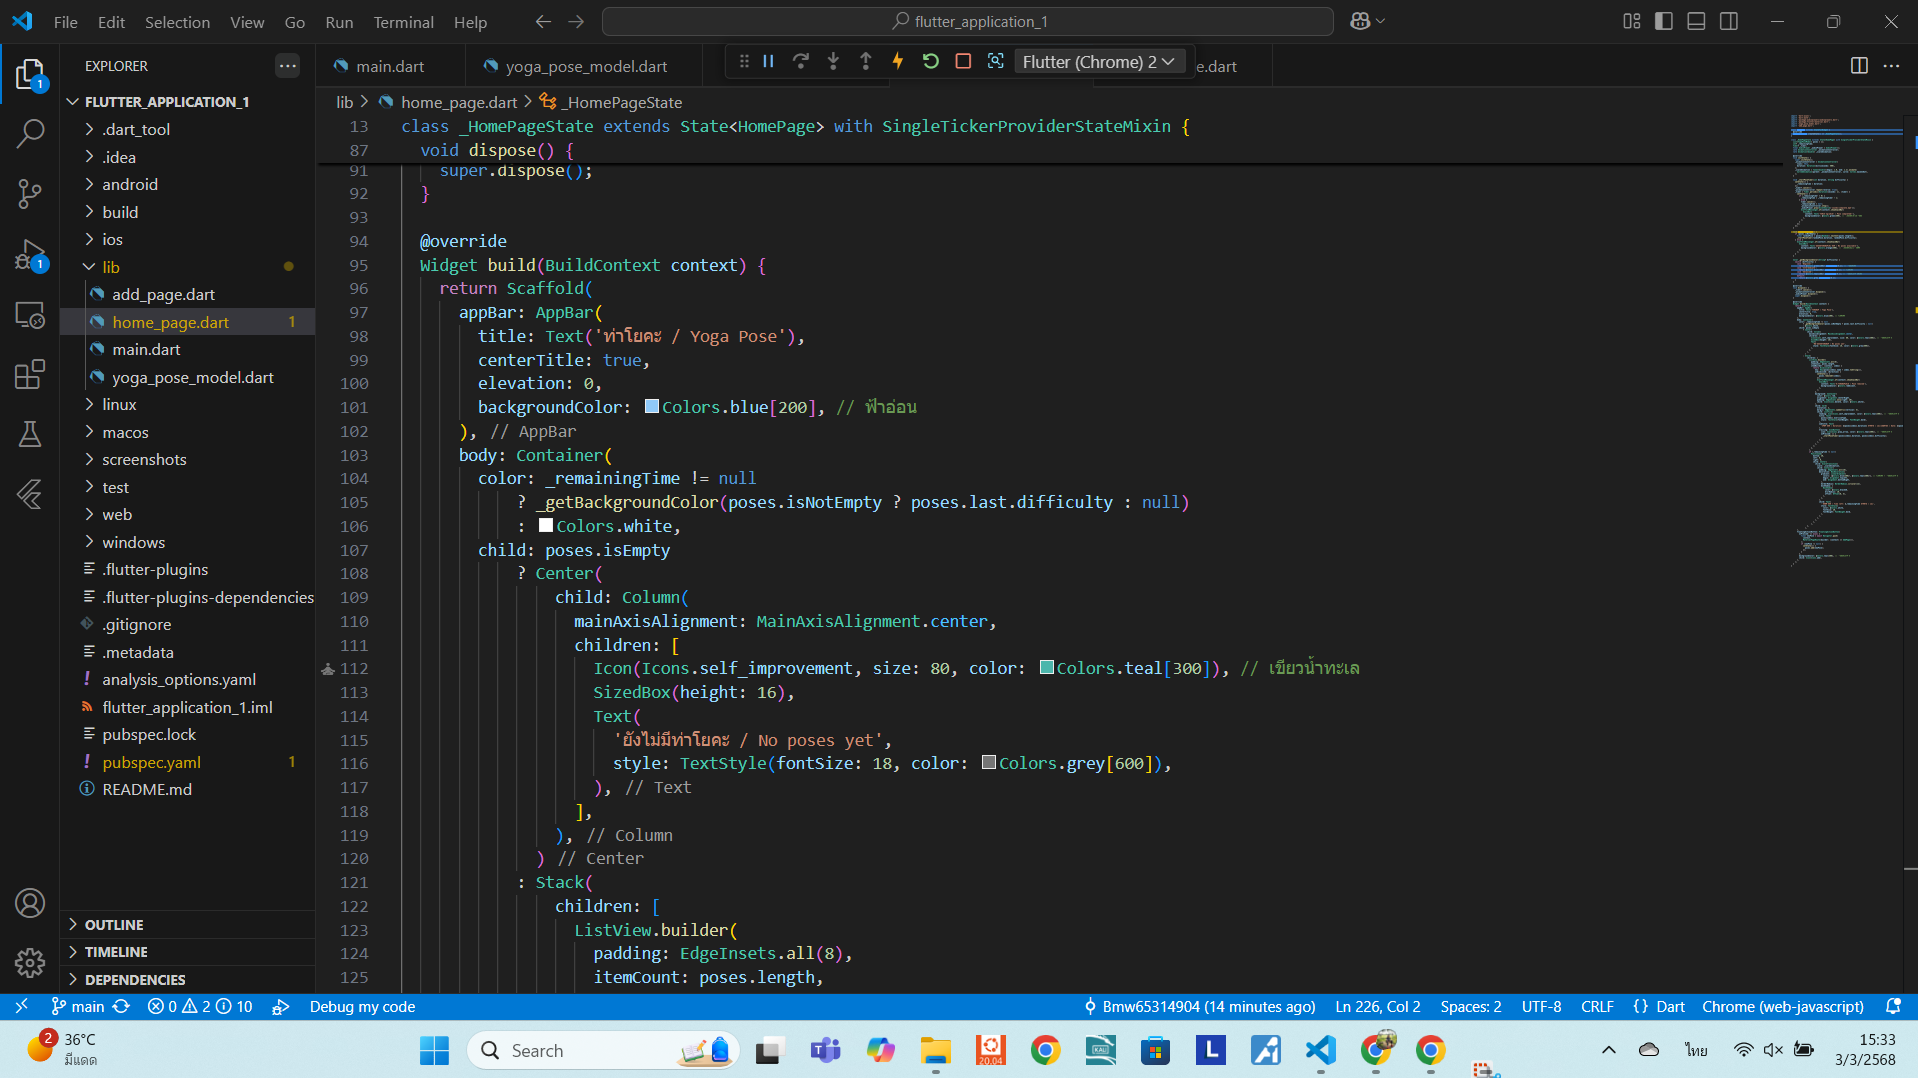 File Edit Selection View Go Run Terminal Help
flutter_application_1
EXPLORER
main.dart
yoga_pose_model.dart
Flutter (Chrome) 2
e.dart
FLUTTER_APPLICATION_1
.dart_tool
.idea
android
build
ios
lib
add_page.dart
home_page.dart 1
main.dart
yoga_pose_model.dart
linux
macos
screenshots
test
web
windows
.flutter-plugins
.flutter-plugins-dependencies
.gitignore
.metadata
analysis_options.yaml
flutter_application_1.iml
pubspec.lock
pubspec.yaml 1
README.md
OUTLINE
TIMELINE
DEPENDENCIES
1
1
lib > home_page.dart > _HomePageState
13 class _HomePageState extends State<HomePage> with SingleTickerProviderStateMixin {
87 void dispose() {
91 super.dispose();
92 }
93
94 @override
95 Widget build(BuildContext context) {
96 return Scaffold(
97 appBar: AppBar(
98 title: Text('ท่าโยคะ / Yoga Pose'),
99 centerTitle: true,
100 elevation: 0,
101 backgroundColor: Colors.blue[200], // ฟ้าอ่อน
102 ), // AppBar
103 body: Container(
104 color: _remainingTime != null
105 ? _getBackgroundColor(poses.isNotEmpty ? poses.last.difficulty : null)
106 : Colors.white,
107 child: poses.isEmpty
108 ? Center(
109 child: Column(
110 mainAxisAlignment: MainAxisAlignment.center,
111 children: [
112 Icon(Icons.self_improvement, size: 80, color: Colors.teal[300]), // เขียวน้ำทะเล
113 SizedBox(height: 16),
114 Text(
115 'ยังไม่มีท่าโยคะ / No poses yet',
116 style: TextStyle(fontSize: 18, color: Colors.grey[600]),
117 ), // Text
118 ],
119 ), // Column
120 ) // Center
121 : Stack(
122 children: [
123 ListView.builder(
124 padding: EdgeInsets.all(8),
125 itemCount: poses.length,
main 0 2 10 Debug my code Bmw65314904 (14 minutes ago) Ln 226, Col 2 Spaces: 2 UTF-8 CRLF {} Dart Chrome (web-javascript)
2
36°C
มีแดด
Search
20.04
L
ไทย
15:33
3/3/2568